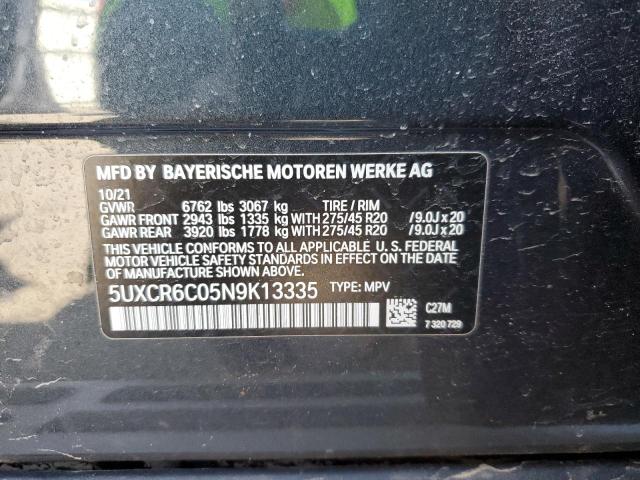 MFD BY BAYERISCHE MOTOREN WERKE AG
10/21
GVWR 6762 lbs 3067 kg TIRE / RIM
GAWR FRONT 2943 lbs 1335 kg WITH 275/45 R20 /9.0J x 20
GAWR REAR 3920 lbs 1778 kg WITH 275/45 R20 /9.0J x 20
THIS VEHICLE CONFORMS TO ALL APPLICABLE U. S. FEDERAL
MOTOR VEHICLE SAFETY STANDARDS IN EFFECT ON THE
DATE OF MANUFACTURE SHOWN ABOVE.
5UXCR6C05N9K13335 TYPE: MPV
C27M
7 320 729